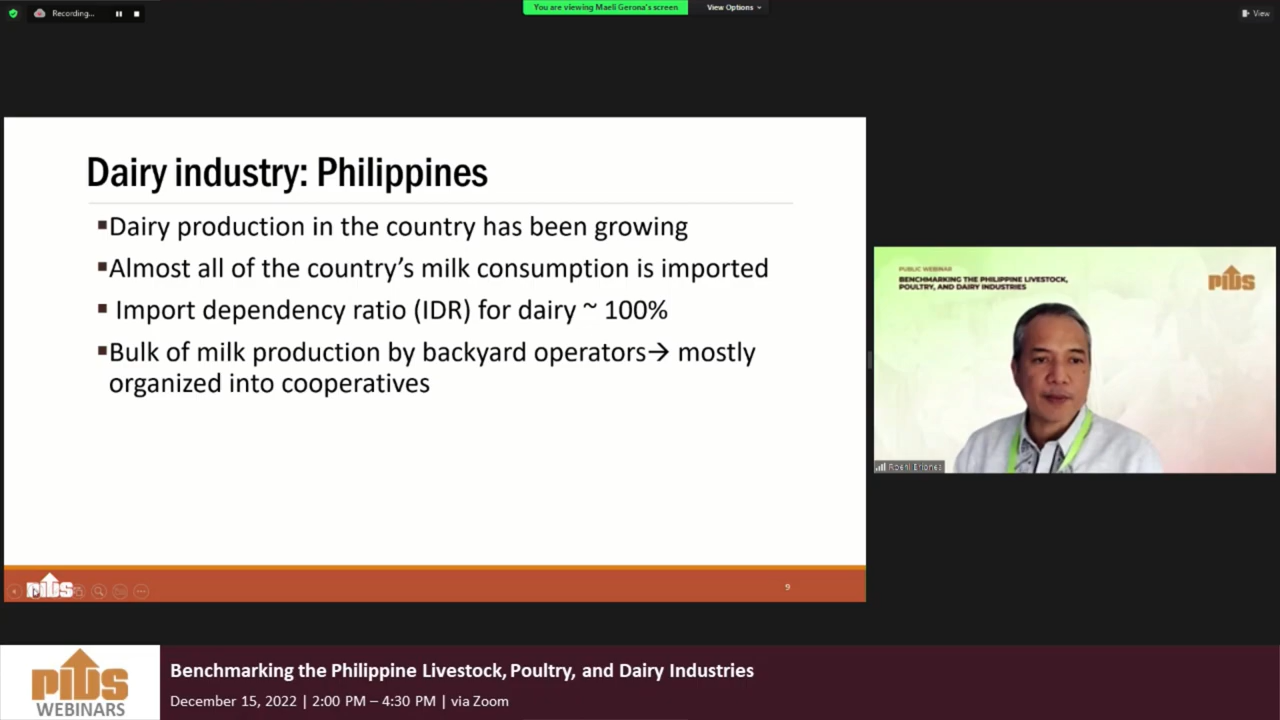 Recording...
You are viewing Maeli Gerona's screen
View Options
View
Dairy industry: Philippines
▪Dairy production in the country has been growing
▪Almost all of the country's milk consumption is imported
▪ Import dependency ratio (IDR) for dairy ~ 100%
▪Bulk of milk production by backyard operators→ mostly
organized into cooperatives
PUBLIC WEBINAR
BENCHMARKING THE PHILIPPINE LIVESTOCK,
POULTRY, AND DAIRY INDUSTRIES
PIDS
Roehl Briones
PIDS
9
PIDS
WEBINARS
Benchmarking the Philippine Livestock, Poultry, and Dairy Industries
December 15, 2022 | 2:00 PM – 4:30 PM | via Zoom